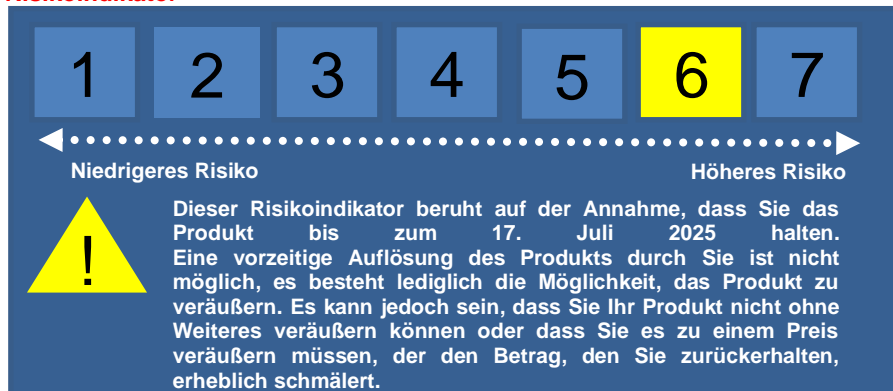 Risikoindikator
1 2 3 4 5 6 7
Niedrigeres Risiko Höheres Risiko
! Dieser Risikoindikator beruht auf der Annahme, dass Sie das
Produkt bis zum 17. Juli 2025 halten.
Eine vorzeitige Auflösung des Produkts durch Sie ist nicht
möglich, es besteht lediglich die Möglichkeit, das Produkt zu
veräußern. Es kann jedoch sein, dass Sie Ihr Produkt nicht ohne
Weiteres veräußern können oder dass Sie es zu einem Preis
veräußern müssen, der den Betrag, den Sie zurückerhalten,
erheblich schmälert.